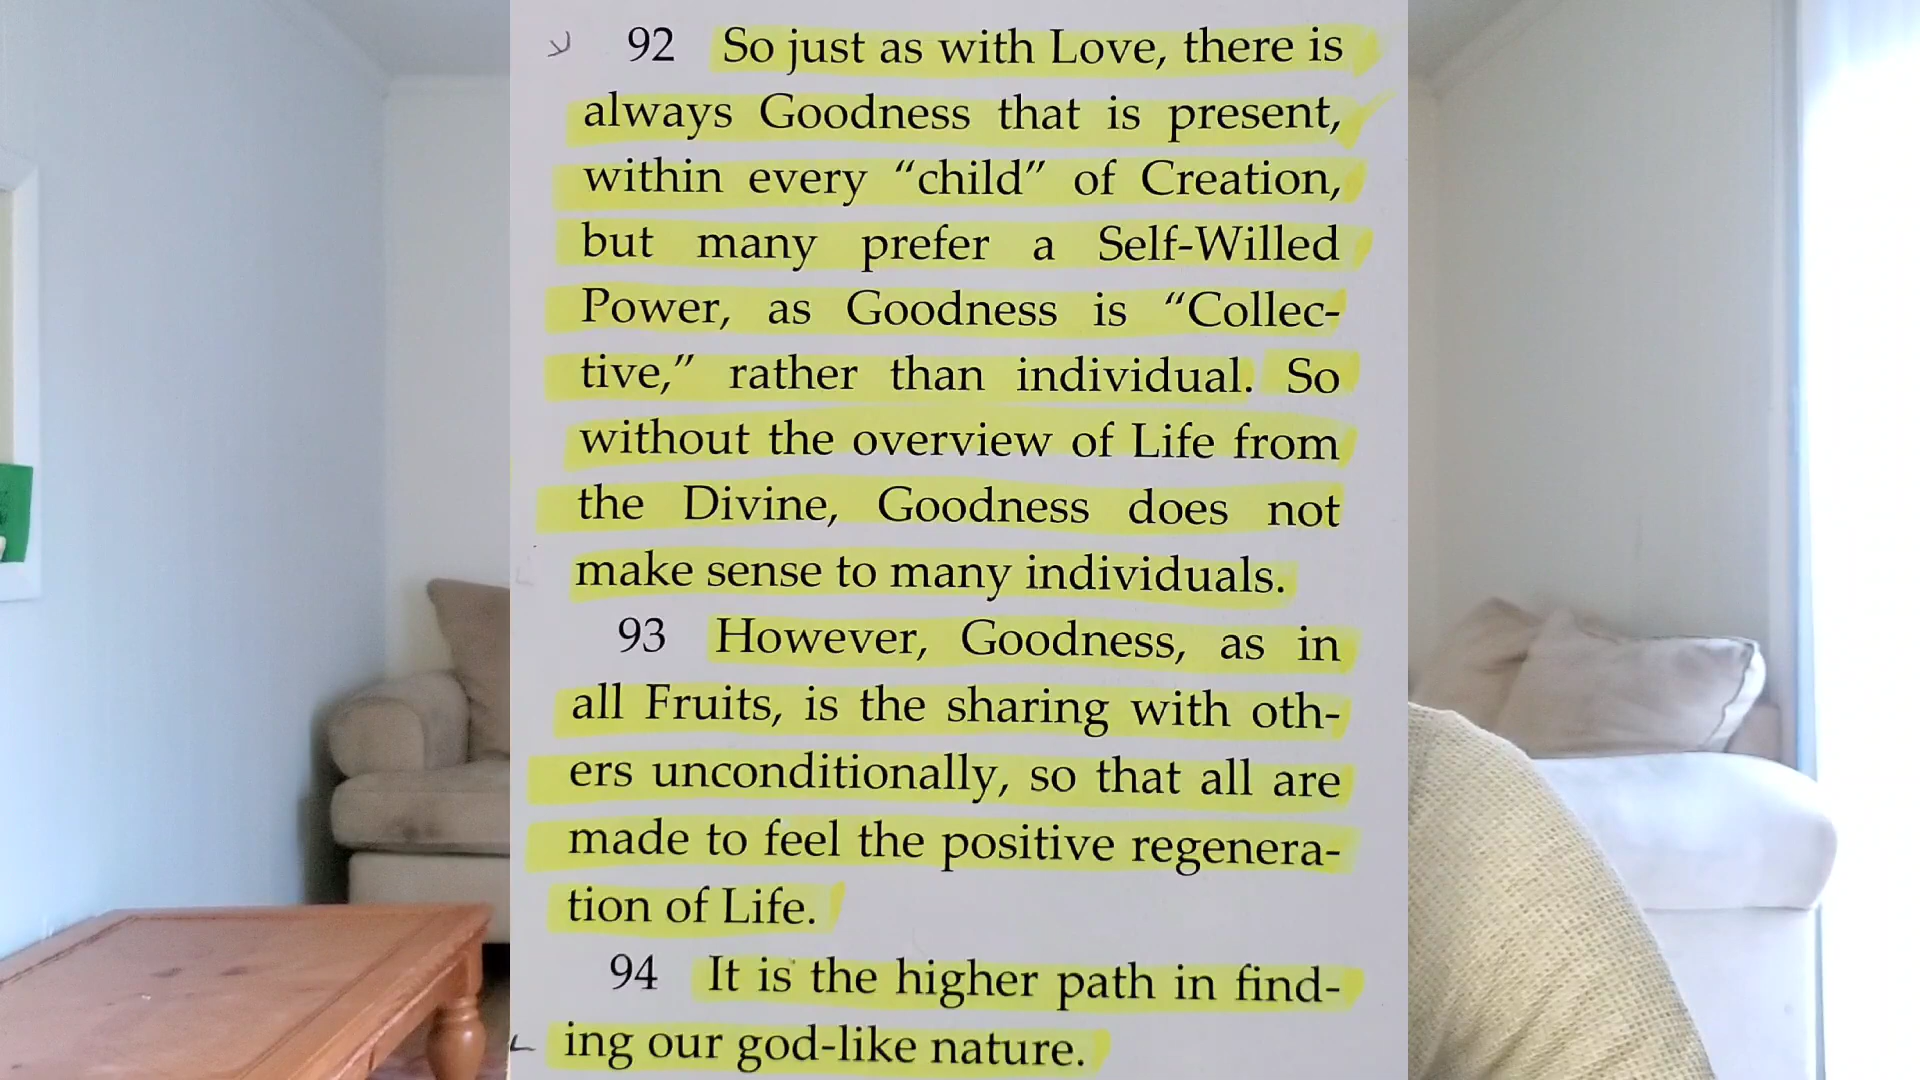 92 So just as with Love, there is
always Goodness that is present,
within every “child” of Creation,
but many prefer a Self-Willed
Power, as Goodness is “Collec-
tive,” rather than individual. So
without the overview of Life from
the Divine, Goodness does not
make sense to many individuals.
93 However, Goodness, as in
all Fruits, is the sharing with oth-
ers unconditionally, so that all are
made to feel the positive regenera-
tion of Life.
94 It is the higher path in find-
ing our god-like nature.